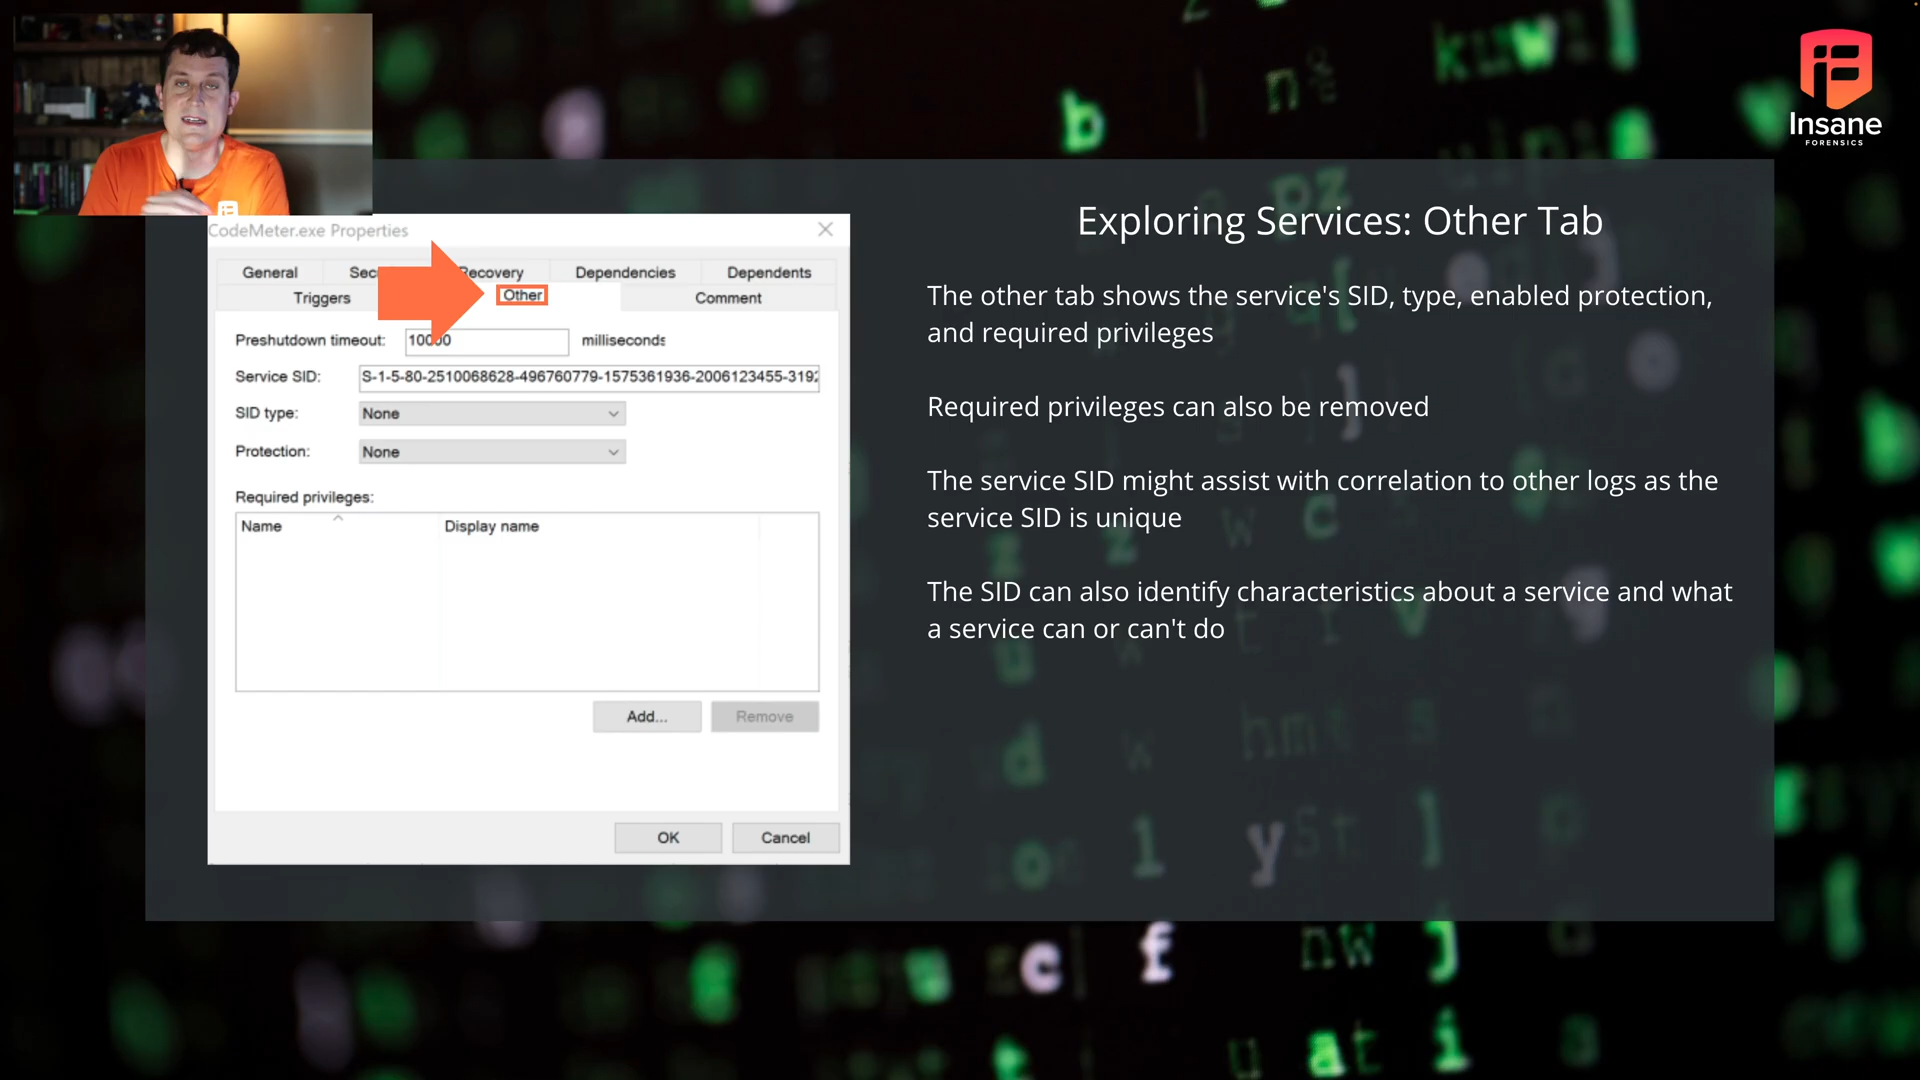 Insane
FORENSICS
CodeMeter.exe Properties
General Recovery Dependencies Dependents
Triggers Other Comment
Preshutdown timeout: 10000 milliseconds
Service SID: S-1-5-80-2510068628-496760779-1575361936-2006123455-3192
SID type: None
Protection: None
Required privileges:
Name Display name
Add... Remove
OK Cancel
Exploring Services: Other Tab
The other tab shows the service's SID, type, enabled protection,
and required privileges
Required privileges can also be removed
The service SID might assist with correlation to other logs as the
service SID is unique
The SID can also identify characteristics about a service and what
a service can or can't do